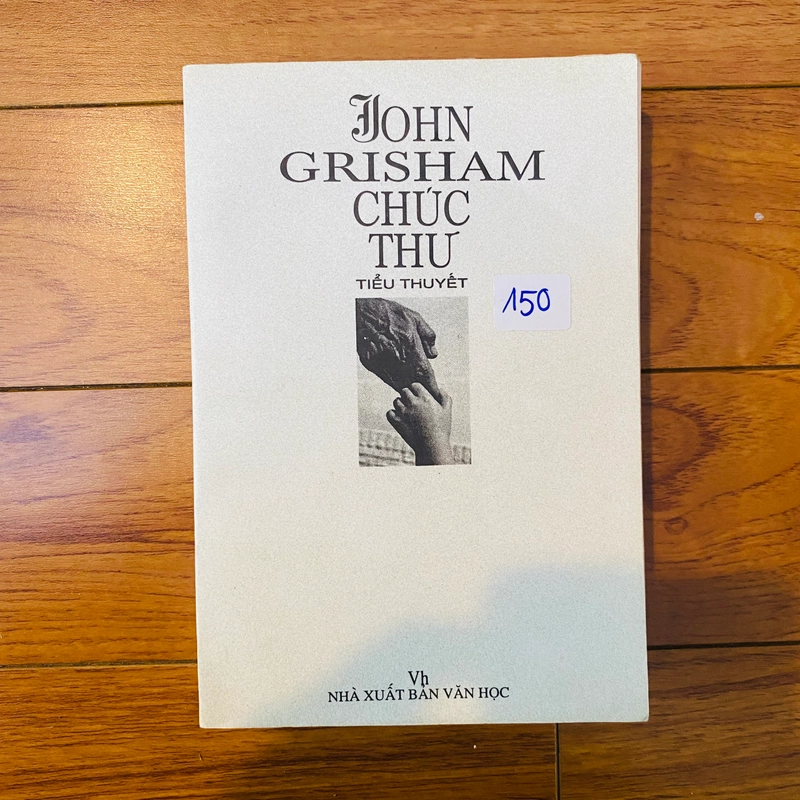 JOHN
GRISHAM
CHÚC
THƯ
TIỂU THUYẾT
150
Vh
NHÀ XUẤT BẢN VĂN HỌC